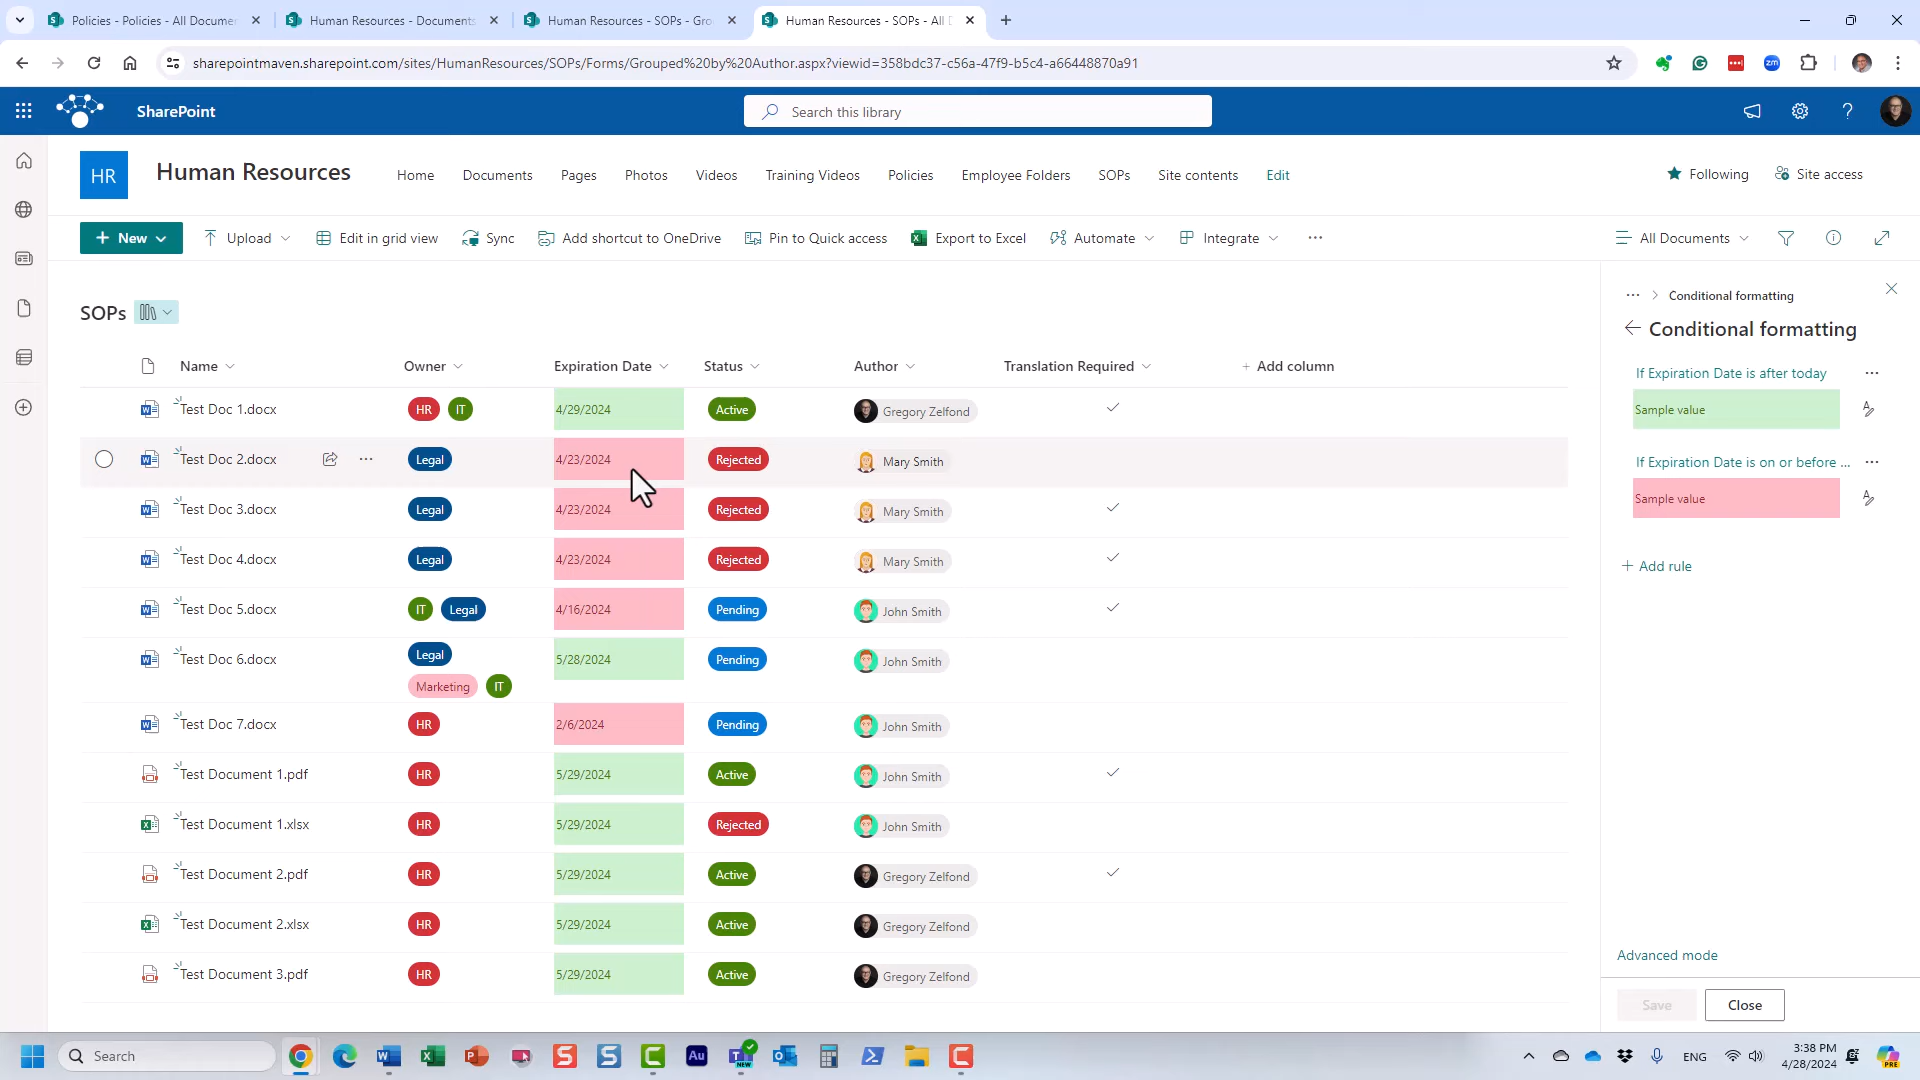 Policies - Policies - All Documen
Human Resources - Documents
Human Resources - SOPs - Gro
Human Resources - SOPs - All D
sharepointmaven.sharepoint.com/sites/HumanResources/SOPs/Forms/Grouped%20by%20Author.aspx?viewid=358bdc37-c56a-47f9-b5c4-a66448870a91
SharePoint
Search this library
HR
Human Resources
Home Documents Pages Photos Videos Training Videos Policies Employee Folders SOPs Site contents Edit
Following
Site access
New Upload Edit in grid view Sync Add shortcut to OneDrive Pin to Quick access Export to Excel Automate Integrate
All Documents
SOPs
Name Owner Expiration Date Status Author Translation Required + Add column
Test Doc 1.docx HR IT 4/29/2024 Active Gregory Zelfond
Test Doc 2.docx Legal 4/23/2024 Rejected Mary Smith
Test Doc 3.docx Legal 4/23/2024 Rejected Mary Smith
Test Doc 4.docx Legal 4/23/2024 Rejected Mary Smith
Test Doc 5.docx IT Legal 4/16/2024 Pending John Smith
Test Doc 6.docx Legal 5/28/2024 Pending John Smith
Marketing IT
Test Doc 7.docx HR 2/6/2024 Pending John Smith
Test Document 1.pdf HR 5/29/2024 Active John Smith
Test Document 1.xlsx HR 5/29/2024 Rejected John Smith
Test Document 2.pdf HR 5/29/2024 Active Gregory Zelfond
Test Document 2.xlsx HR 5/29/2024 Active Gregory Zelfond
Test Document 3.pdf HR 5/29/2024 Active Gregory Zelfond
... > Conditional formatting
Conditional formatting
If Expiration Date is after today
Sample value
If Expiration Date is on or before ...
Sample value
+ Add rule
Advanced mode
Save Close
Search
ENG
3:38 PM
4/28/2024